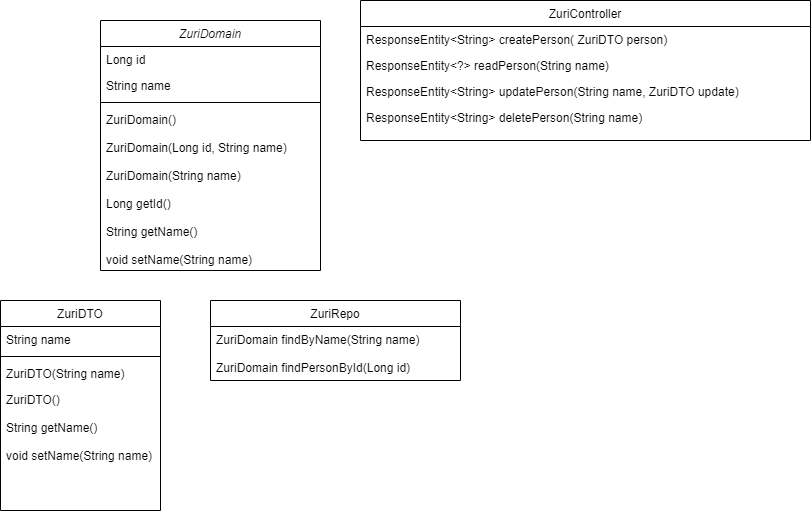 ZuriDomain
Long id
String name
ZuriDomain()
ZuriDomain(Long id, String name)
ZuriDomain(String name)
Long getId()
String getName()
void setName(String name)
ZuriController
ResponseEntity<String> createPerson( ZuriDTO person)
ResponseEntity<?> readPerson(String name)
ResponseEntity<String> updatePerson(String name, ZuriDTO update)
ResponseEntity<String> deletePerson(String name)
ZuriDTO
String name
ZuriDTO(String name)
ZuriDTO()
String getName()
void setName(String name)
ZuriRepo
ZuriDomain findByName(String name)
ZuriDomain findPersonById(Long id)